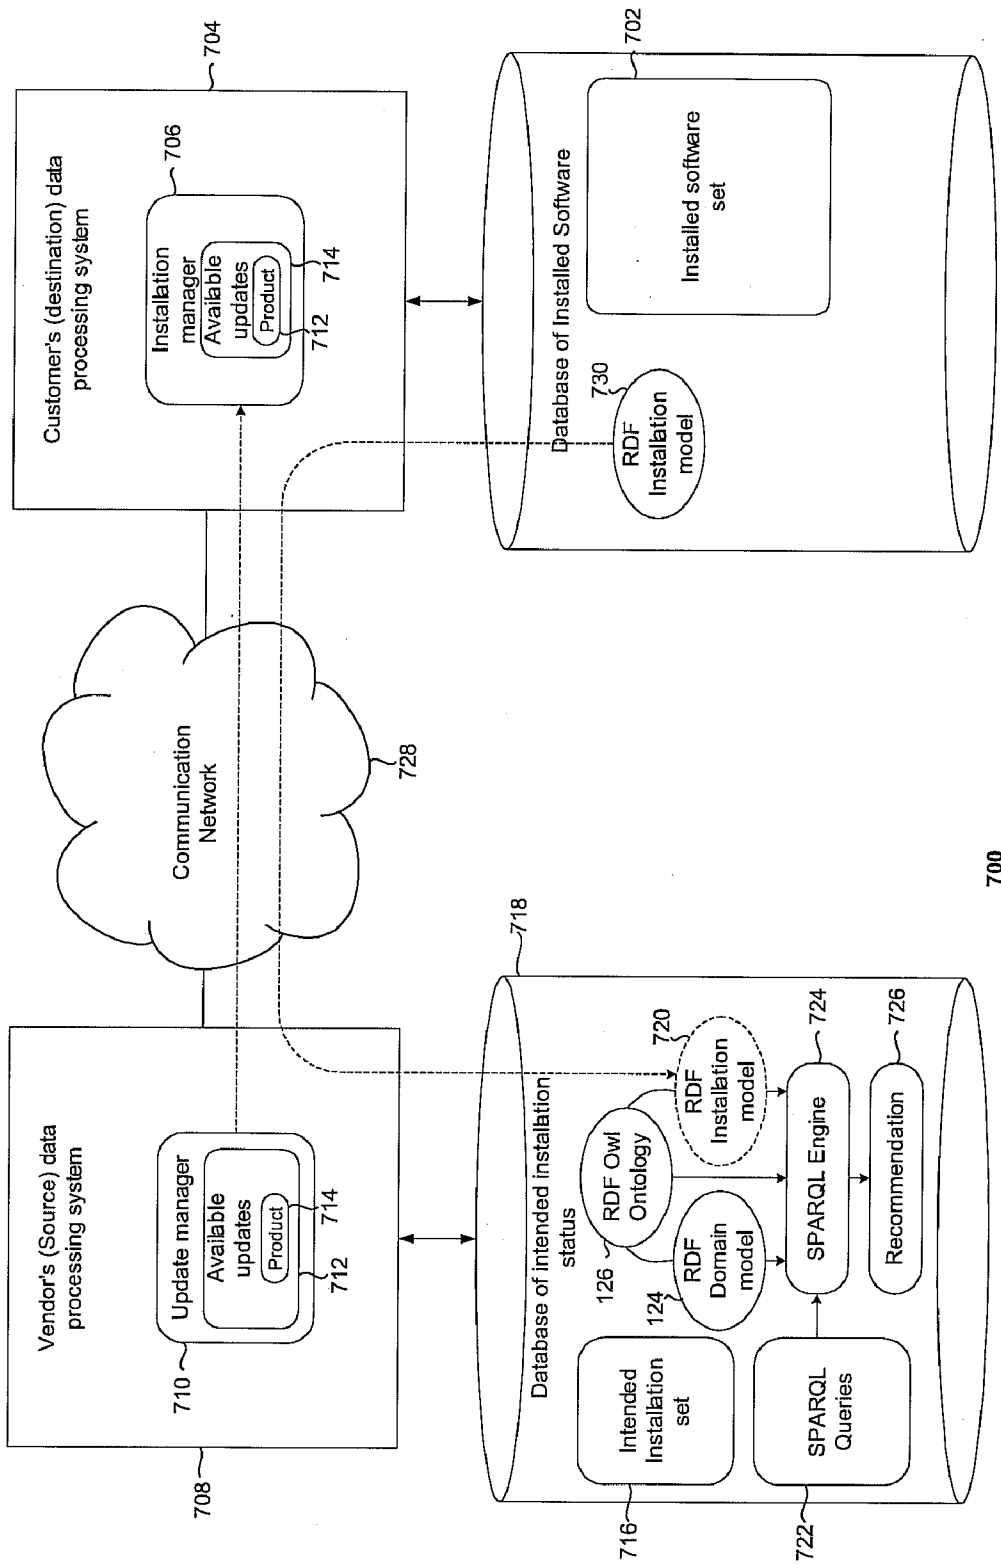 Vendor's (Source) data
processing system
708
710
Update manager
Available
updates
Product
712
714
Communication
Network
728
Customer's (destination) data
processing system
704
706
Installation
manager
Available
updates
Product
712
714
Database of intended installation
status
718
716
Intended
Installation
set
126
RDF Owl
Ontology
124
RDF
Domain
model
720
RDF
Installation
model
722
SPARQL
Queries
SPARQL Engine
724
Recommendation
726
Database of Installed Software
730
RDF
Installation
model
Installed software
set
702
700